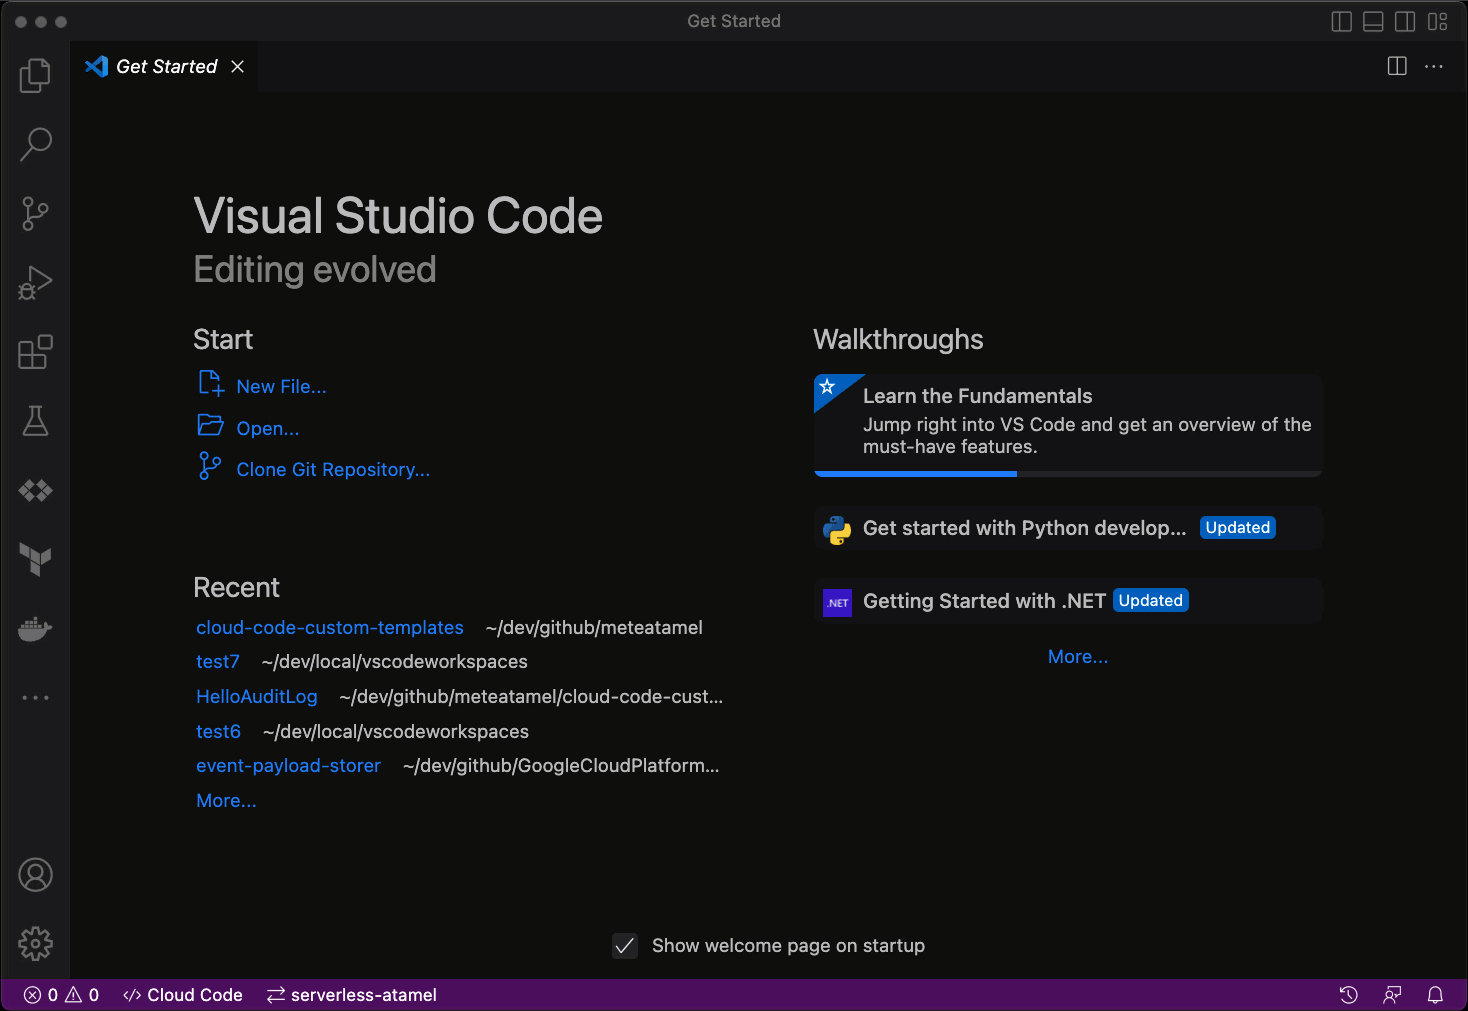 Get Started
Get Started
Visual Studio Code
Editing evolved
Start
New File...
Open...
Clone Git Repository...
Recent
cloud-code-custom-templates ~/dev/github/meteatamel
test7 ~/dev/local/vscodeworkspaces
HelloAuditLog ~/dev/github/meteatamel/cloud-code-cust...
test6 ~/dev/local/vscodeworkspaces
event-payload-storer ~/dev/github/GoogleCloudPlatform...
More...
Walkthroughs
Learn the Fundamentals
Jump right into VS Code and get an overview of the
must-have features.
Get started with Python develop... Updated
.NET Getting Started with .NET Updated
More...
Show welcome page on startup
0 0 Cloud Code serverless-atamel